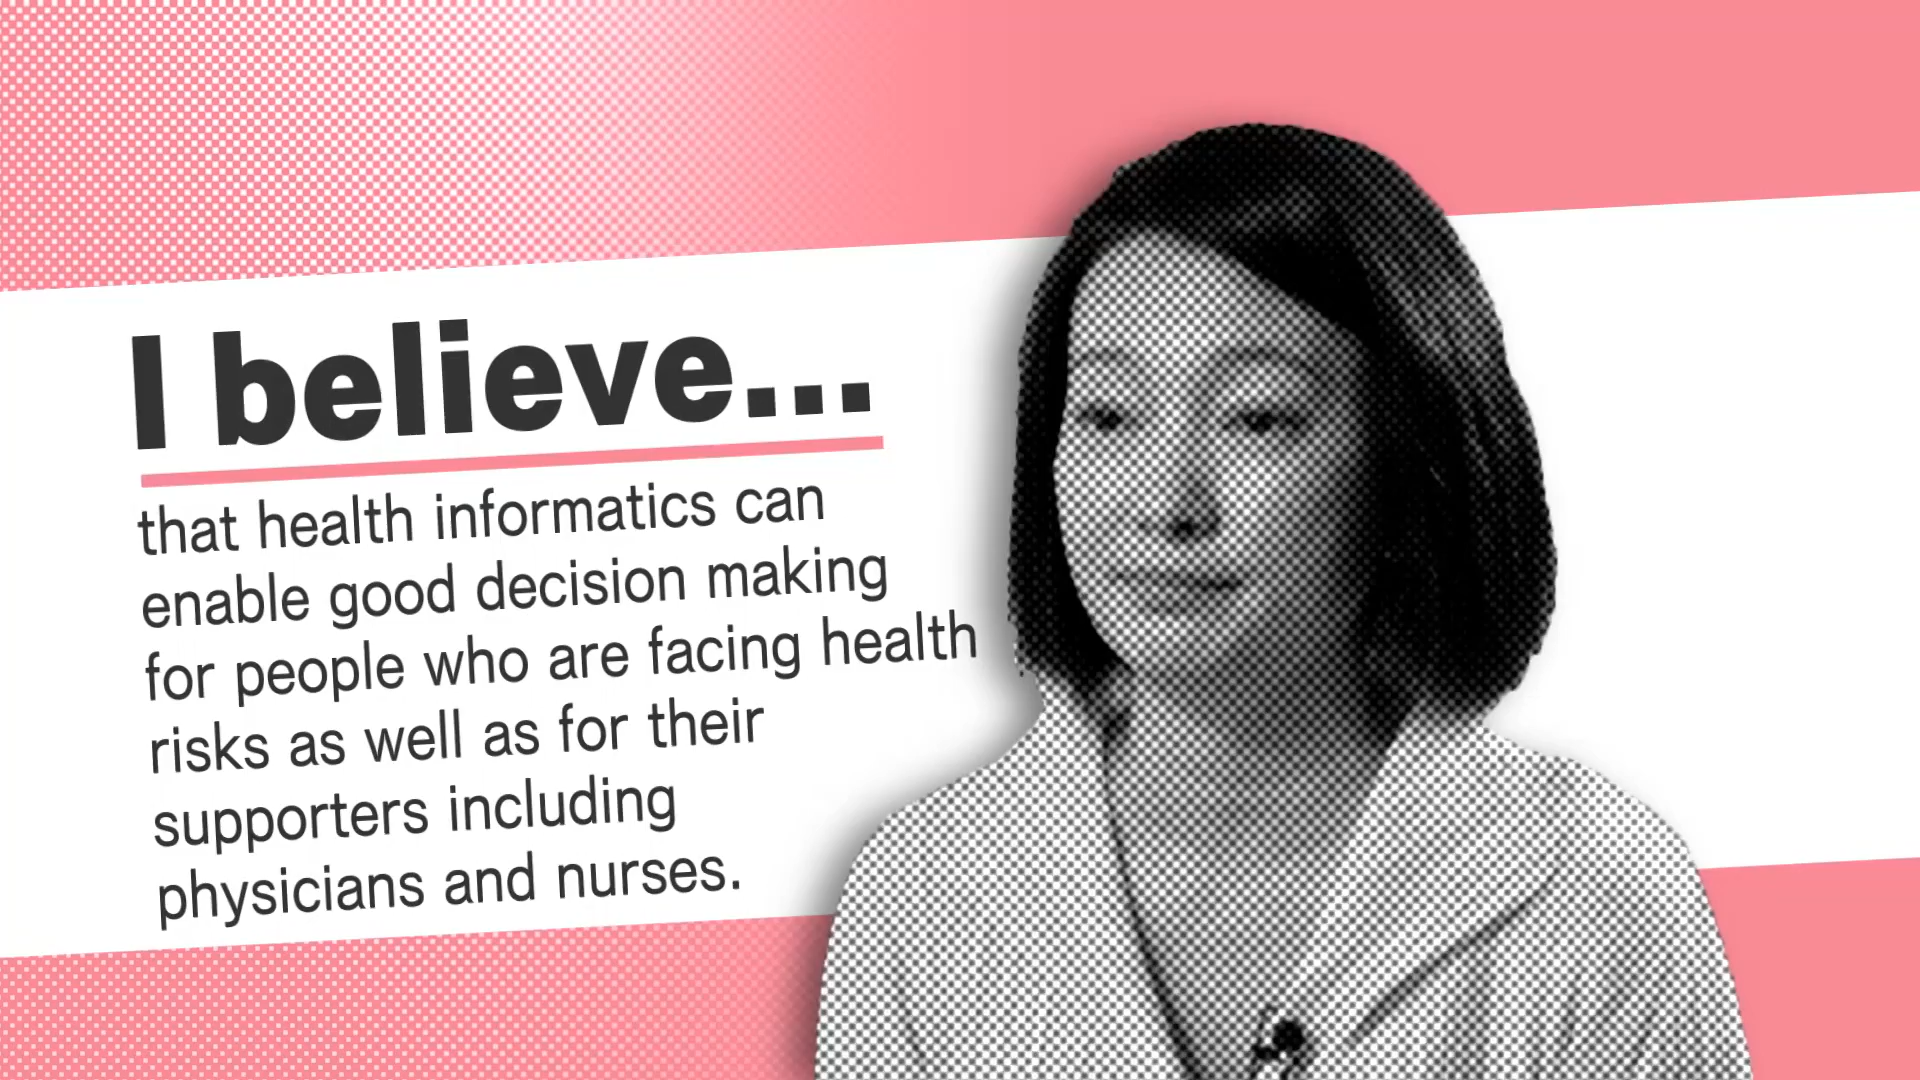 I believe...
that health informatics can
enable good decision making
for people who are facing health
risks as well as for their
supporters including
physicians and nurses.